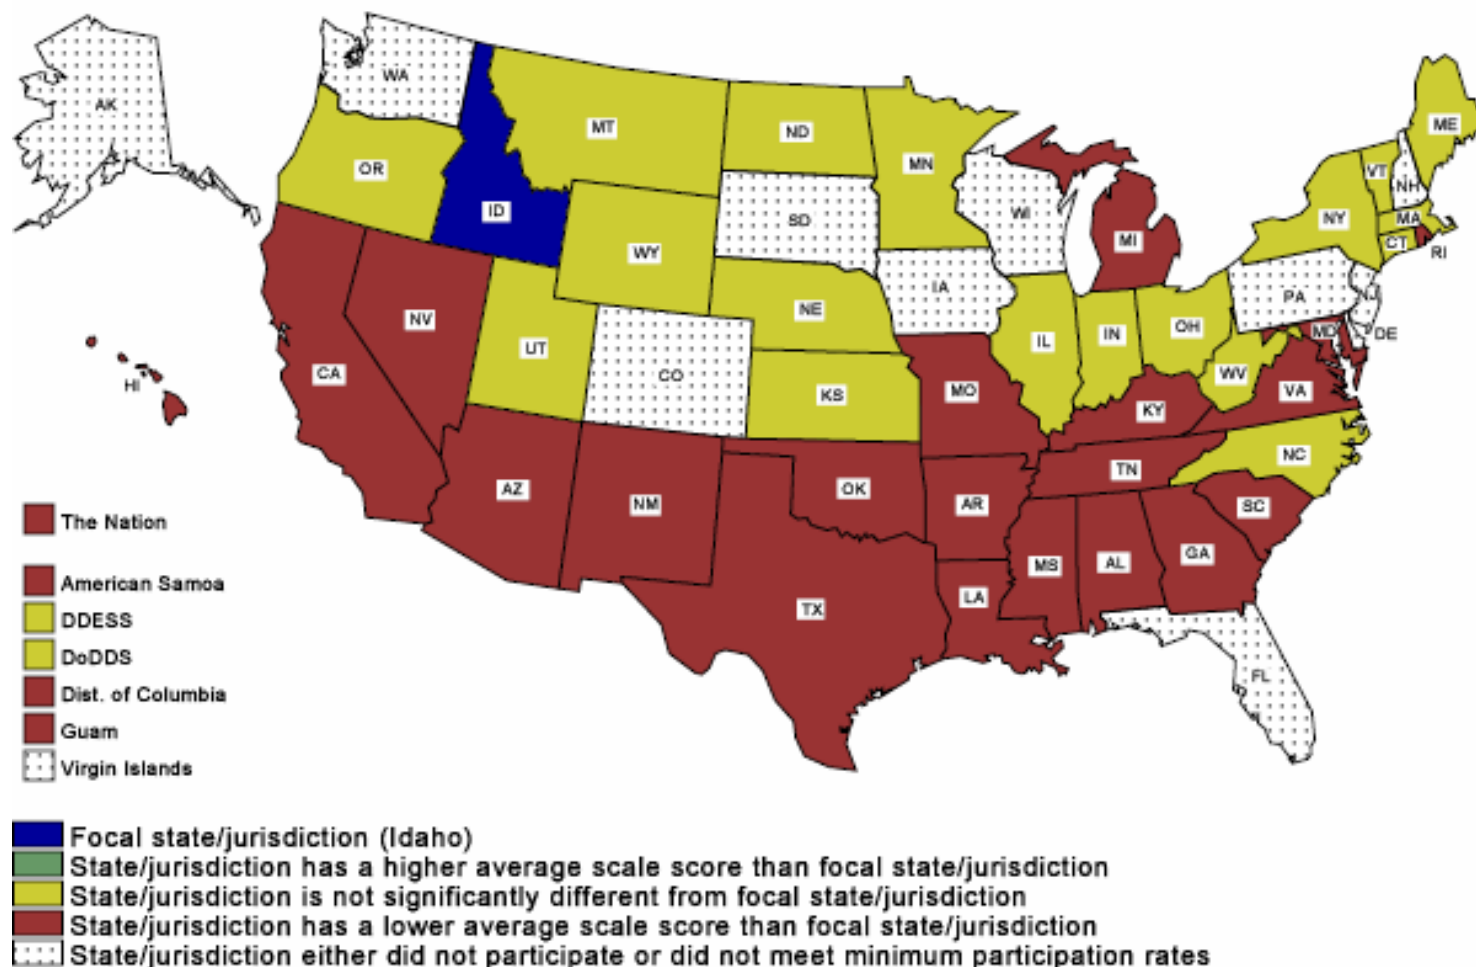 WA
AK
MT
ND
ME
OR
MN
VT
NH
ID
SD
WI
NY
MA
WY
MI
CT
RI
IA
PA
NJ
NE
NV
OH
UT
IL
IN
MD
DE
HI
CA
CO
WV
KS
MO
VA
KY
NC
TN
AZ
OK
NM
AR
SC
GA
MS
AL
LA
TX
FL
The Nation
American Samoa
DDESS
DoDDS
Dist. of Columbia
Guam
Virgin Islands
Focal state/jurisdiction (Idaho)
State/jurisdiction has a higher average scale score than focal state/jurisdiction
State/jurisdiction is not significantly different from focal state/jurisdiction
State/jurisdiction has a lower average scale score than focal state/jurisdiction
State/jurisdiction either did not participate or did not meet minimum participation rates